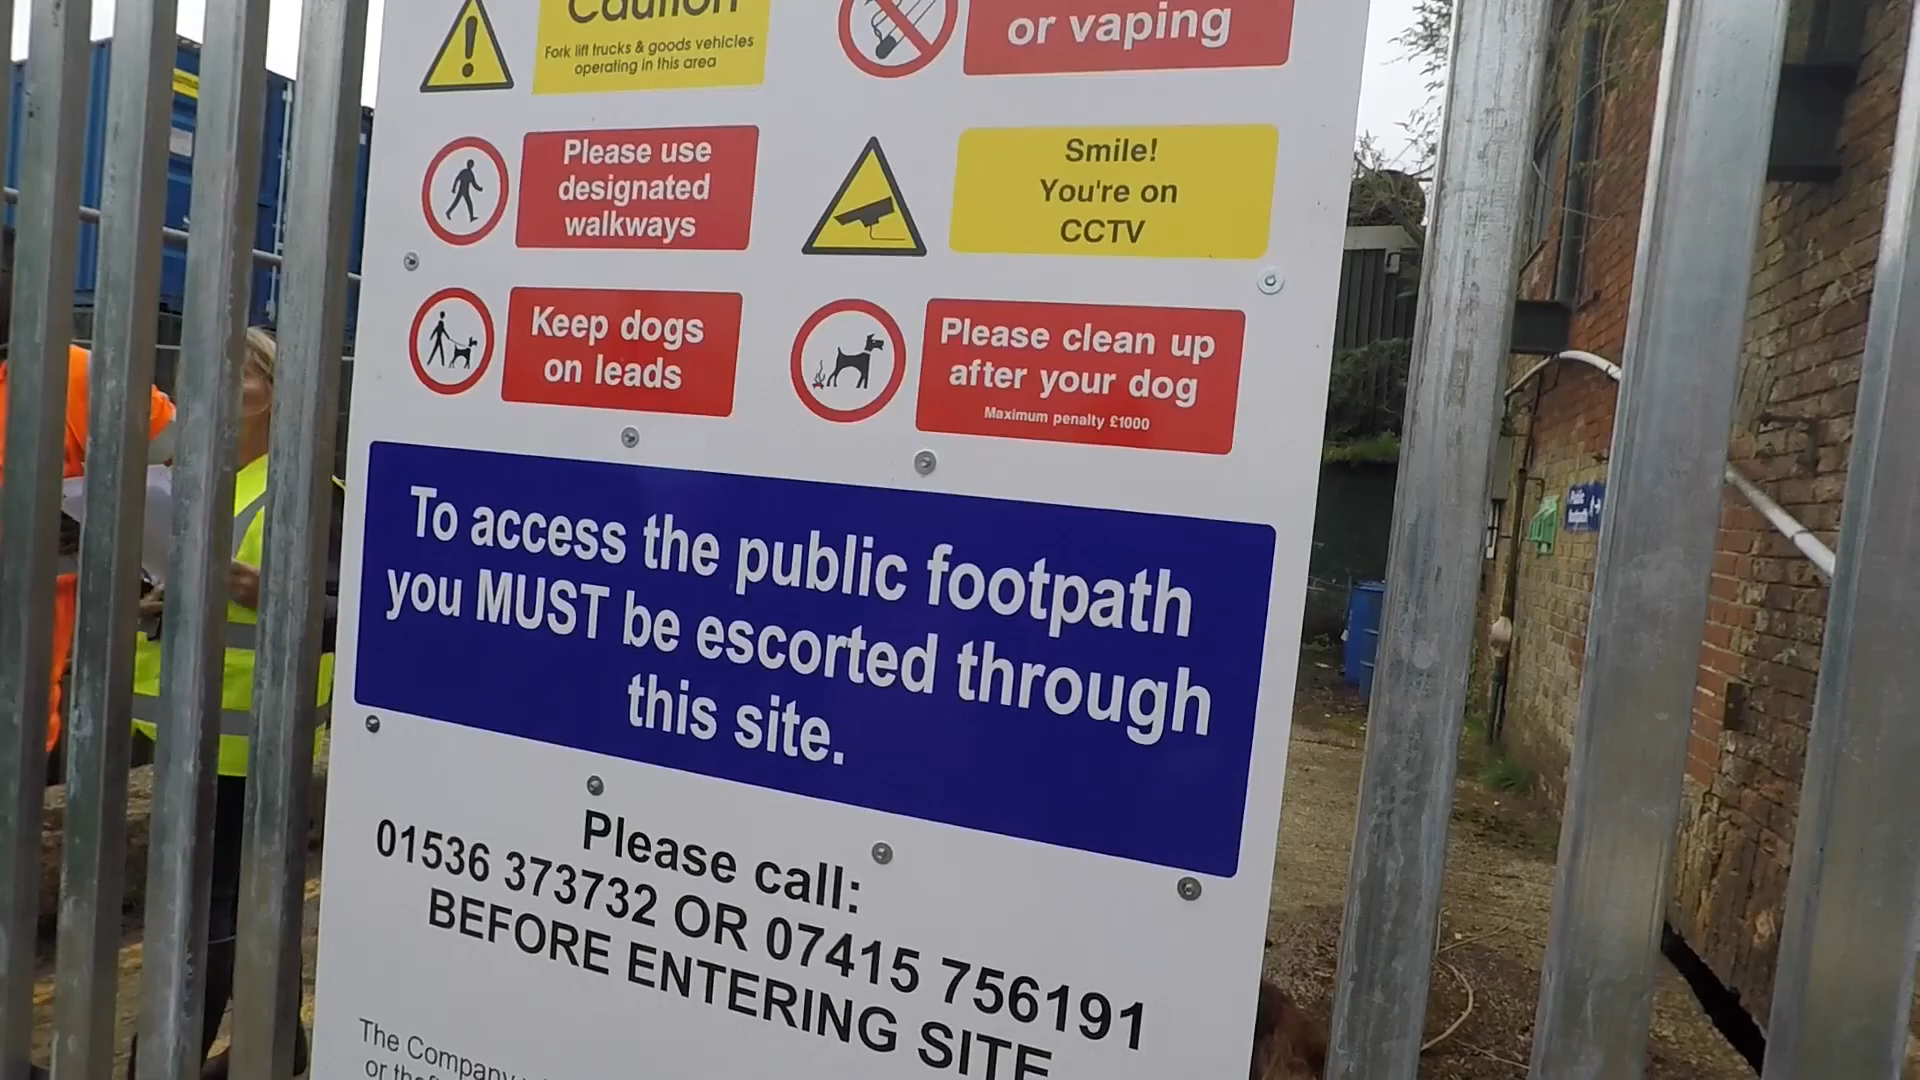 Caution
Fork lift trucks & goods vehicles
operating in this area
or vaping
Please use
designated
walkways
Smile!
You're on
CCTV
Keep dogs
on leads
Please clean up
after your dog
Maximum penalty £1000
To access the public footpath
you MUST be escorted through
this site.
Please call:
01536 373732 OR 07415 756191
BEFORE ENTERING SITE
The Company
or
Public
footpath